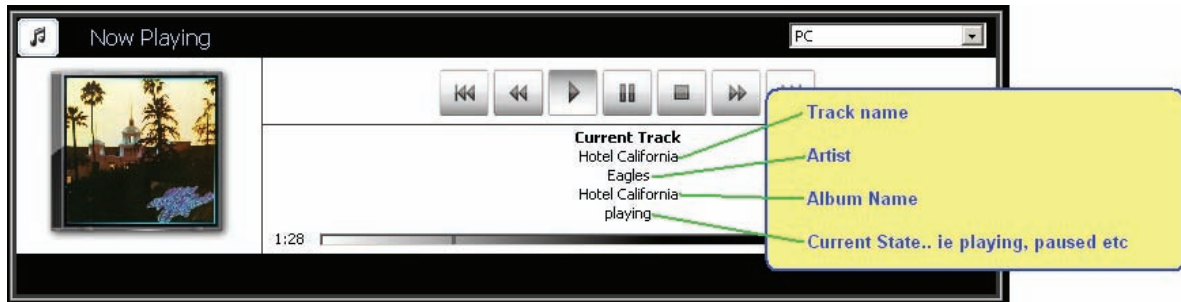 Now Playing
PC
Current Track
Hotel California
Eagles
Hotel California
playing
1:28
Track name
Artist
Album Name
Current State.. ie playing, paused etc